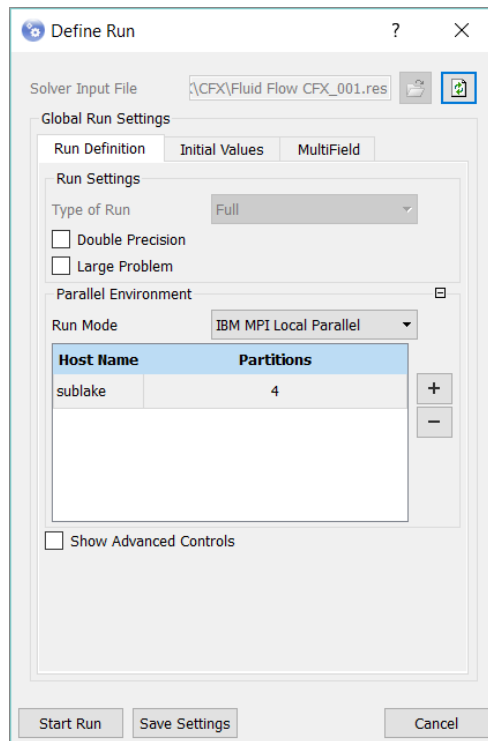 Define Run ?
Solver Input File :\CFX\Fluid Flow CFX_001.res
Global Run Settings
Run Definition Initial Values MultiField
Run Settings
Type of Run Full
Double Precision
Large Problem
Parallel Environment
Run Mode IBM MPI Local Parallel
Host Name Partitions
sublake 4
+
−
Show Advanced Controls
Start Run Save Settings Cancel